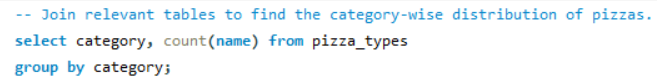 -- Join relevant tables to find the category-wise distribution of pizzas.
select category, count(name) from pizza_types
group by category;